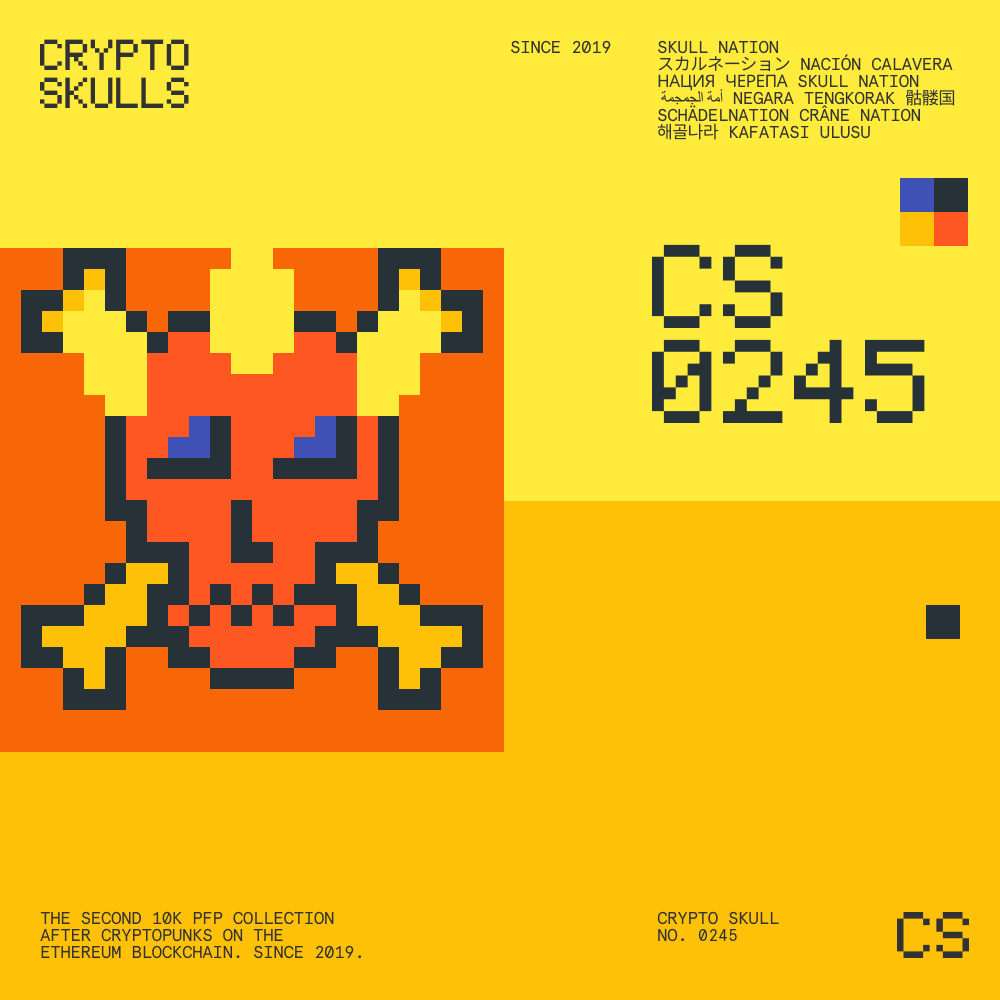 CRYPTO
SKULLS
SINCE 2019
SKULL NATION
スカルネーション NACIÓN CALAVERA
НАЦИЯ ЧЕРЕПА SKULL NATION
أمة الجمجمة NEGARA TENGKORAK 骷髅国
SCHÄDELNATION CRÂNE NATION
해골나라 KAFATASI ULUSU
CS
0245
THE SECOND 10K PFP COLLECTION
AFTER CRYPTOPUNKS ON THE
ETHEREUM BLOCKCHAIN. SINCE 2019.
CRYPTO SKULL
NO. 0245
CS